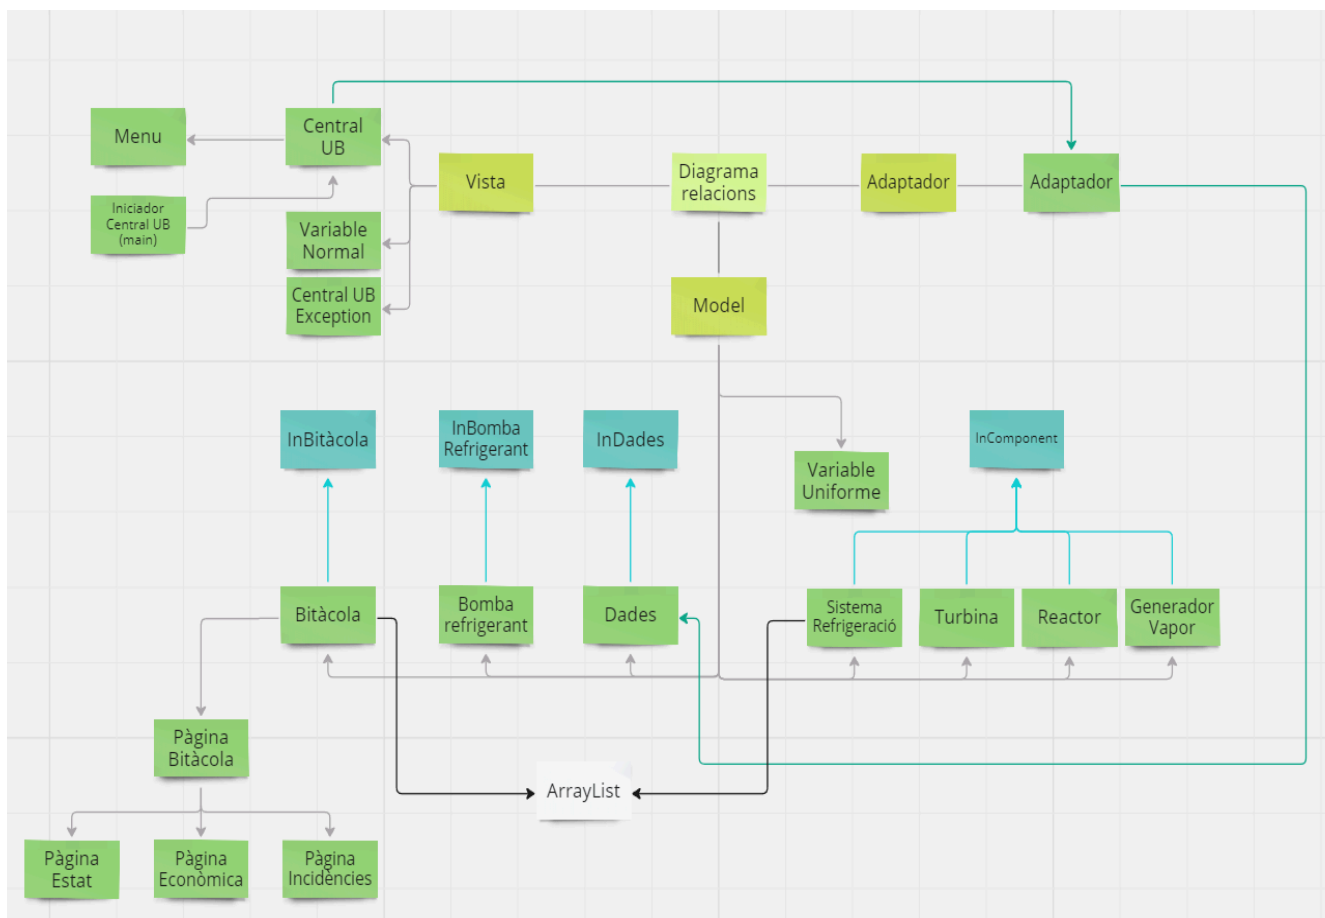 Menu
Central
UB
Iniciador
Central UB
(main)
Variable
Normal
Central UB
Exception
Vista
Diagrama
relacions
Adaptador
Adaptador
Model
InBitàcola
InBomba
Refrigerant
InDades
InComponent
Variable
Uniforme
Bitàcola
Bomba
refrigerant
Dades
Sistema
Refrigeració
Turbina
Reactor
Generador
Vapor
Pàgina
Bitàcola
ArrayList
Pàgina
Estat
Pàgina
Econòmica
Pàgina
Incidències